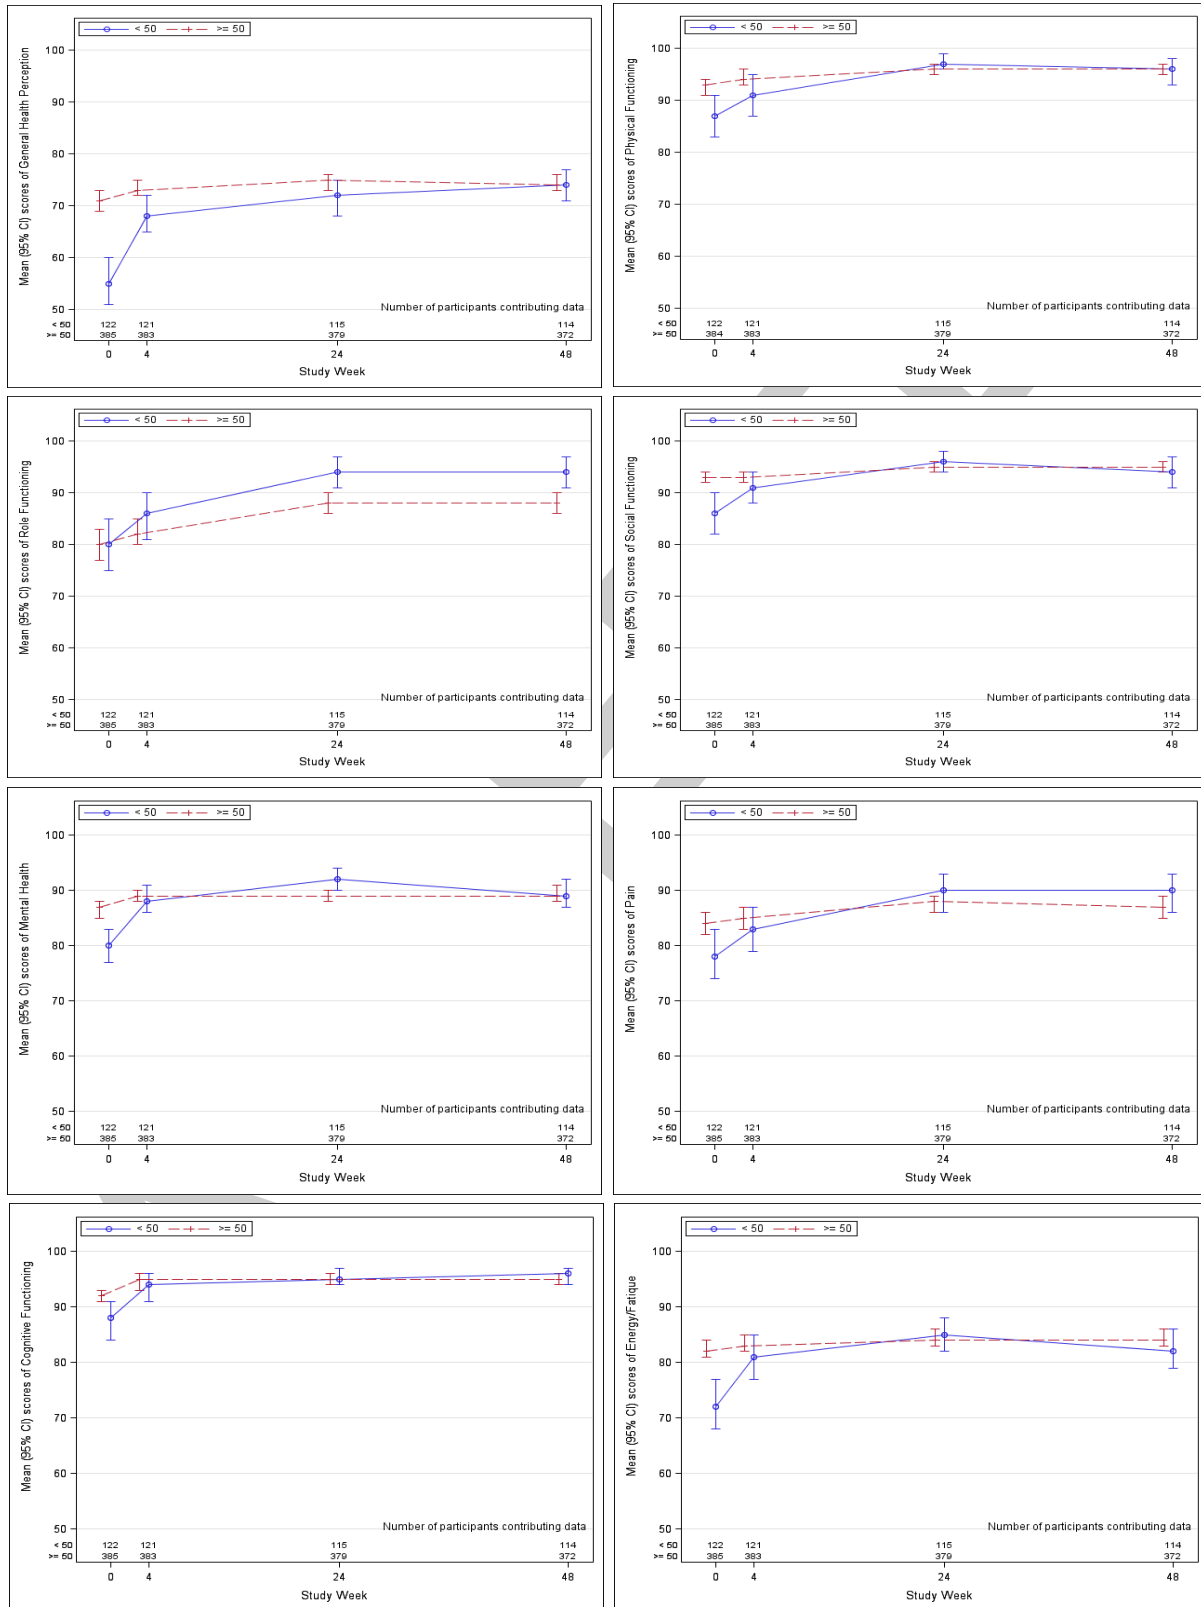 < 50 >= 50
Mean (95% CI) scores of General Health Perception
100
90
80
70
60
50
Number of participants contributing data
< 50 122 121 115 114
>= 50 385 383 379 372
0 4 24 48
Study Week
< 50 >= 50
Mean (95% CI) scores of Physical Functioning
100
90
80
70
60
50
Number of participants contributing data
< 50 122 121 115 114
>= 50 384 383 379 372
0 4 24 48
Study Week
< 50 >= 50
Mean (95% CI) scores of Role Functioning
100
90
80
70
60
50
Number of participants contributing data
< 50 122 121 115 114
>= 50 385 383 379 372
0 4 24 48
Study Week
< 50 >= 50
Mean (95% CI) scores of Social Functioning
100
90
80
70
60
50
Number of participants contributing data
< 50 122 121 115 114
>= 50 385 383 379 372
0 4 24 48
Study Week
< 50 >= 50
Mean (95% CI) scores of Mental Health
100
90
80
70
60
50
Number of participants contributing data
< 50 122 121 115 114
>= 50 385 383 379 372
0 4 24 48
Study Week
< 50 >= 50
Mean (95% CI) scores of Pain
100
90
80
70
60
50
Number of participants contributing data
< 50 122 121 115 114
>= 50 385 383 379 372
0 4 24 48
Study Week
< 50 >= 50
Mean (95% CI) scores of Cognitive Functioning
100
90
80
70
60
50
Number of participants contributing data
< 50 122 121 115 114
>= 50 385 383 379 372
0 4 24 48
Study Week
< 50 >= 50
Mean (95% CI) scores of Energy/Fatique
100
90
80
70
60
50
Number of participants contributing data
< 50 122 121 115 114
>= 50 385 383 379 372
0 4 24 48
Study Week